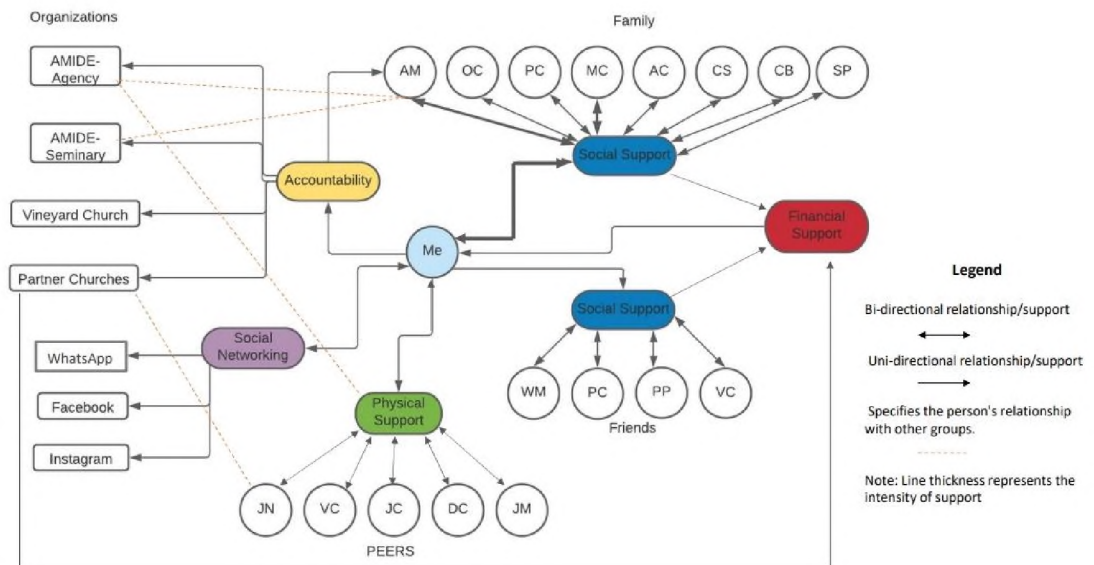 Organizations
Family
AMIDE-
Agency
AM
OC
PC
MC
AC
CS
CB
SP
AMIDE-
Seminary
Social Support
Accountability
Vineyard Church
Financial
Support
Me
Partner Churches
Social Support
Social
Networking
WhatsApp
Facebook
Instagram
WM
PC
PP
VC
Friends
Physical
Support
JN
VC
JC
DC
JM
PEERS
Legend
Bi-directional relationship/support
Uni-directional relationship/support
Specifies the person's relationship
with other groups.
Note: Line thickness represents the
intensity of support